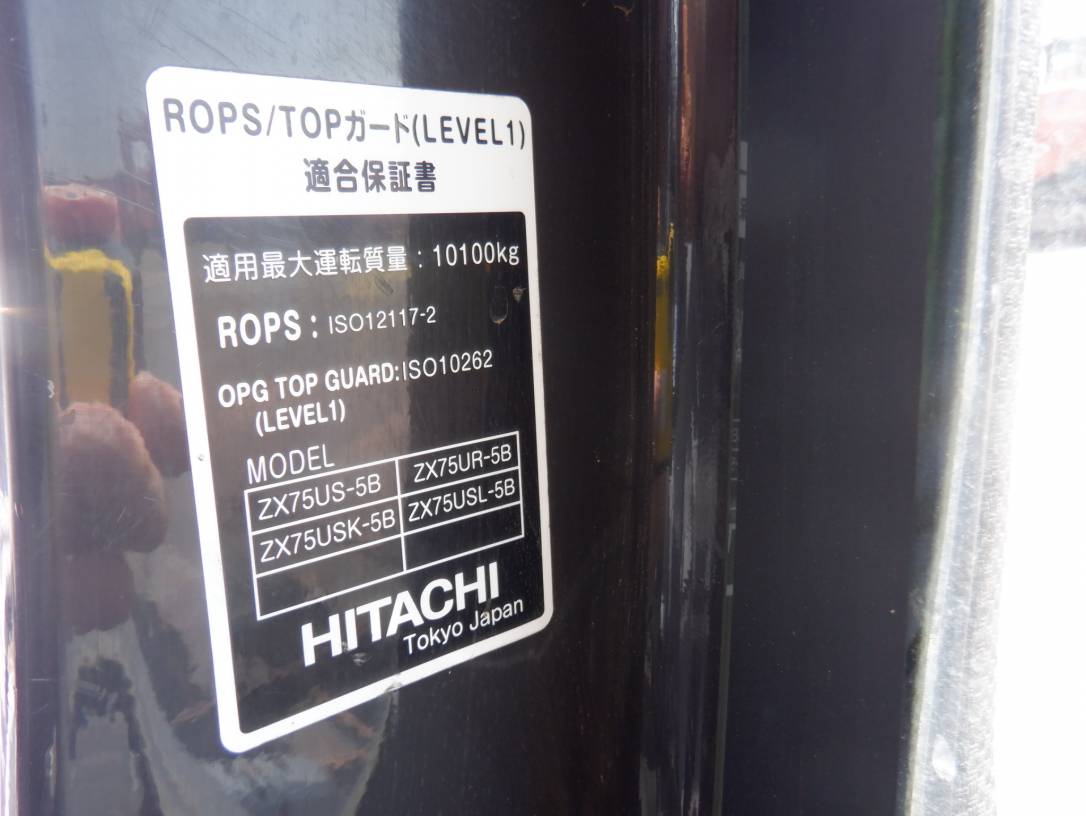 ROPS/TOPガード(LEVEL1)
適合保証書
適用最大運転質量：10100kg
ROPS：ISO12117-2
OPG TOP GUARD:ISO10262
(LEVEL1)
MODEL
ZX75US-5B ZX75UR-5B
ZX75USK-5B ZX75USL-5B
HITACHI
Tokyo Japan